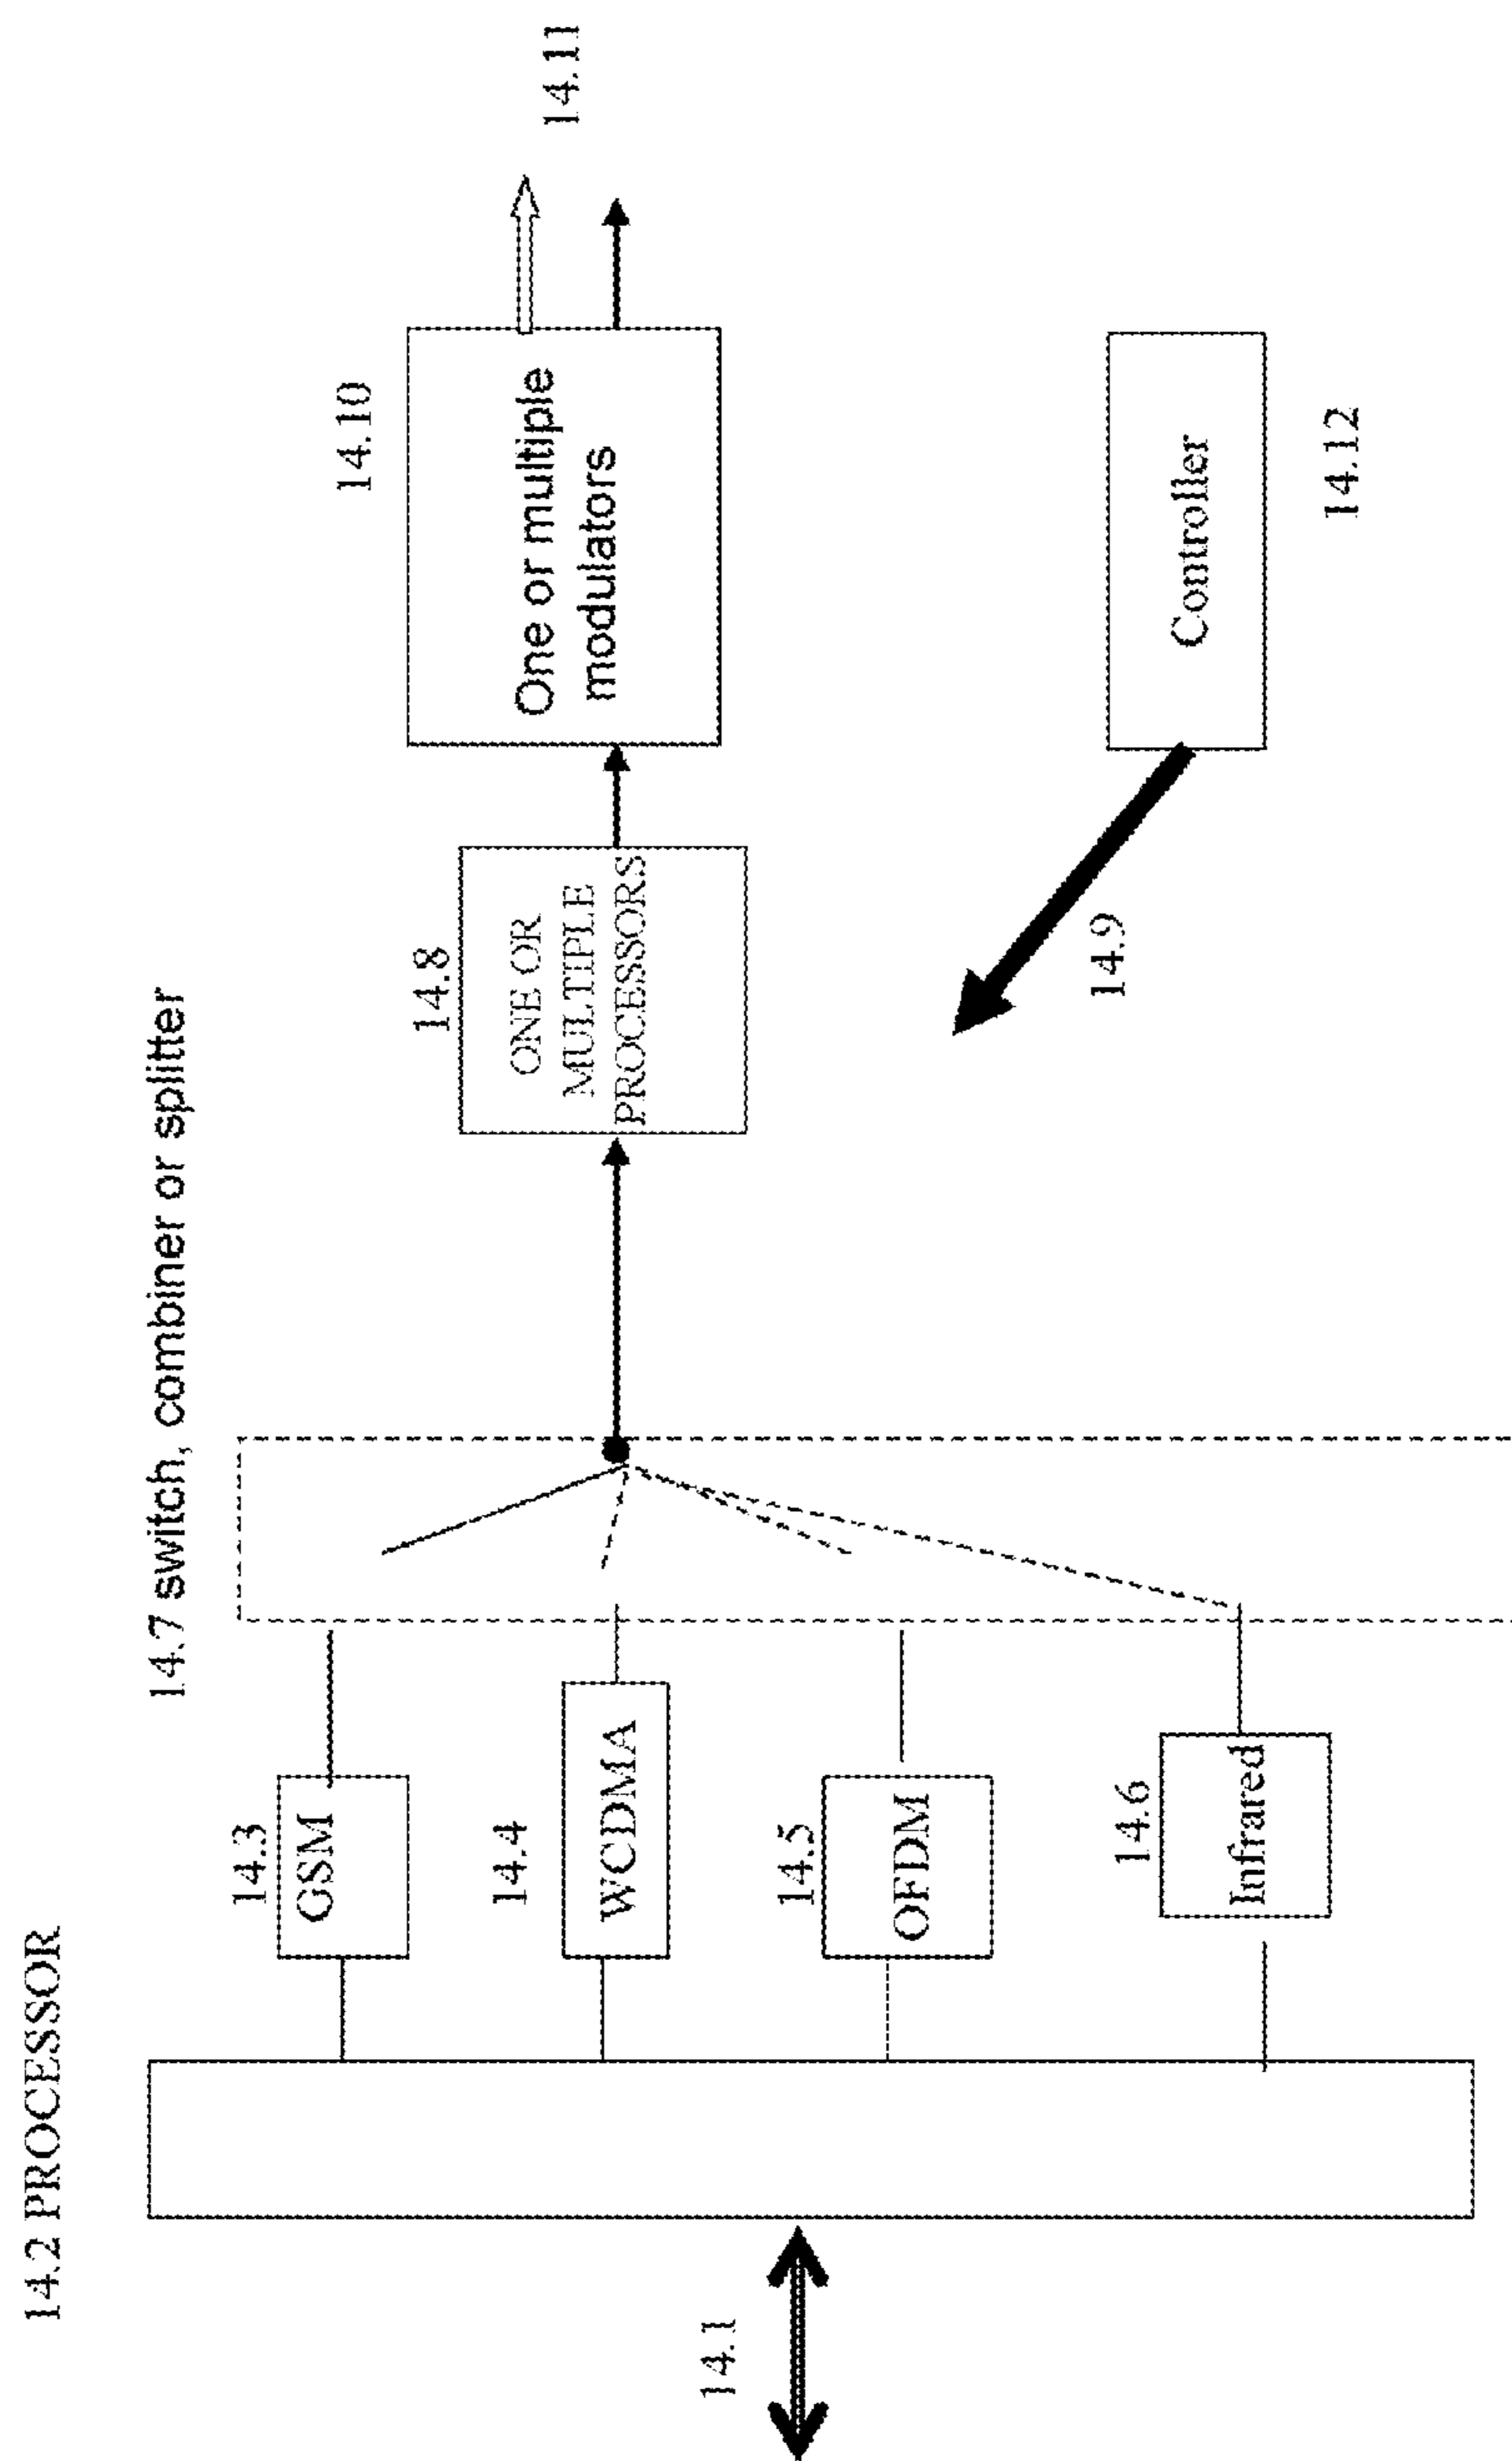 14.2 PROCESSOR
14.7 switch, combiner or splitter
14.1
14.3
GSM
14.4
WCDMA
14.5
OFDM
14.6
Infrared
14.8
ONE OR
MULTIPLE
PROCESSORS
14.10
One or multiple
modulators
14.11
14.9
Controller
14.12